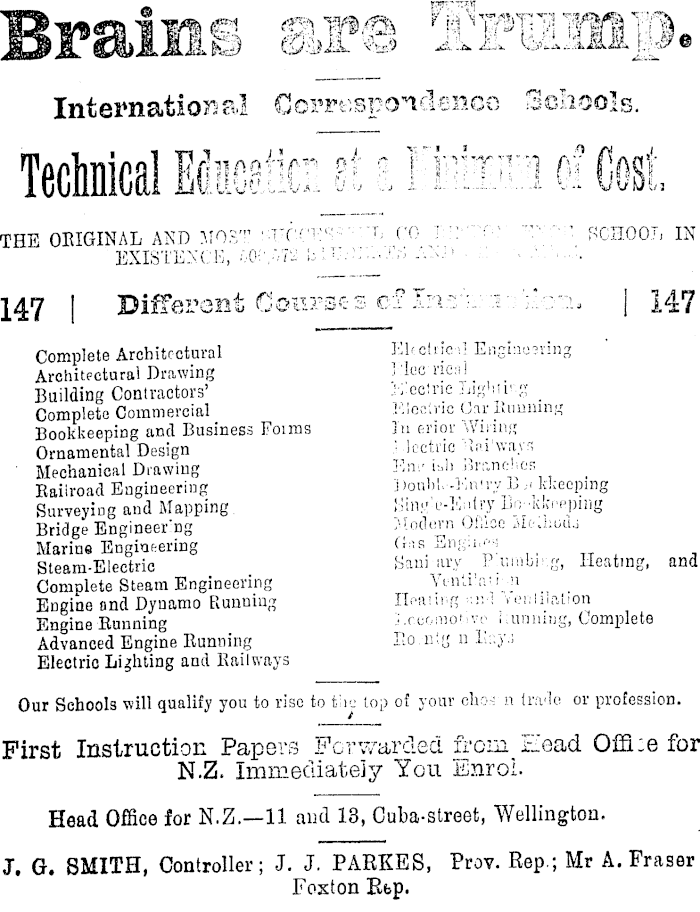 Brains are Trump.
International Correspondence Schools.
Technical Education at a Minimum of Cost.
THE ORIGINAL AND MOST SUCCESSFUL SCHOOL IN
EXISTENCE, STUDENTS AND
147 | Different Courses of Instruction. | 147
Complete Architectural
Architectural Drawing
Building Contractors'
Complete Commercial
Bookkeeping and Business Forms
Ornamental Design
Mechanical Drawing
Railroad Engineering
Surveying and Mapping
Bridge Engineering
Marine Engineering
Steam-Electric
Complete Steam Engineering
Engine and Dynamo Running
Engine Running
Advanced Engine Running
Electric Lighting and Railways
Electrical Engineering
Electrical
Electric Lighting
Electric Car Running
Interior Wiring
Electric Railways
English Branches
Double-Entry Bookkeeping
Single-Entry Bookkeeping
Modern Office Methods
Gas Engines
Sanitary Plumbing, Heating, and
Ventilation
Heating and Ventilation
Locomotive Running, Complete
Rontgen Rays
Our Schools will qualify you to rise to the top of your chosen trade or profession.
First Instruction Papers Forwarded from Head Office for
N.Z. Immediately You Enrol.
Head Office for N.Z.—11 and 13, Cuba-street, Wellington.
J. G. SMITH, Controller; J. J. PARKES, Prov. Rep.; Mr A. Fraser
Foxton Rep.